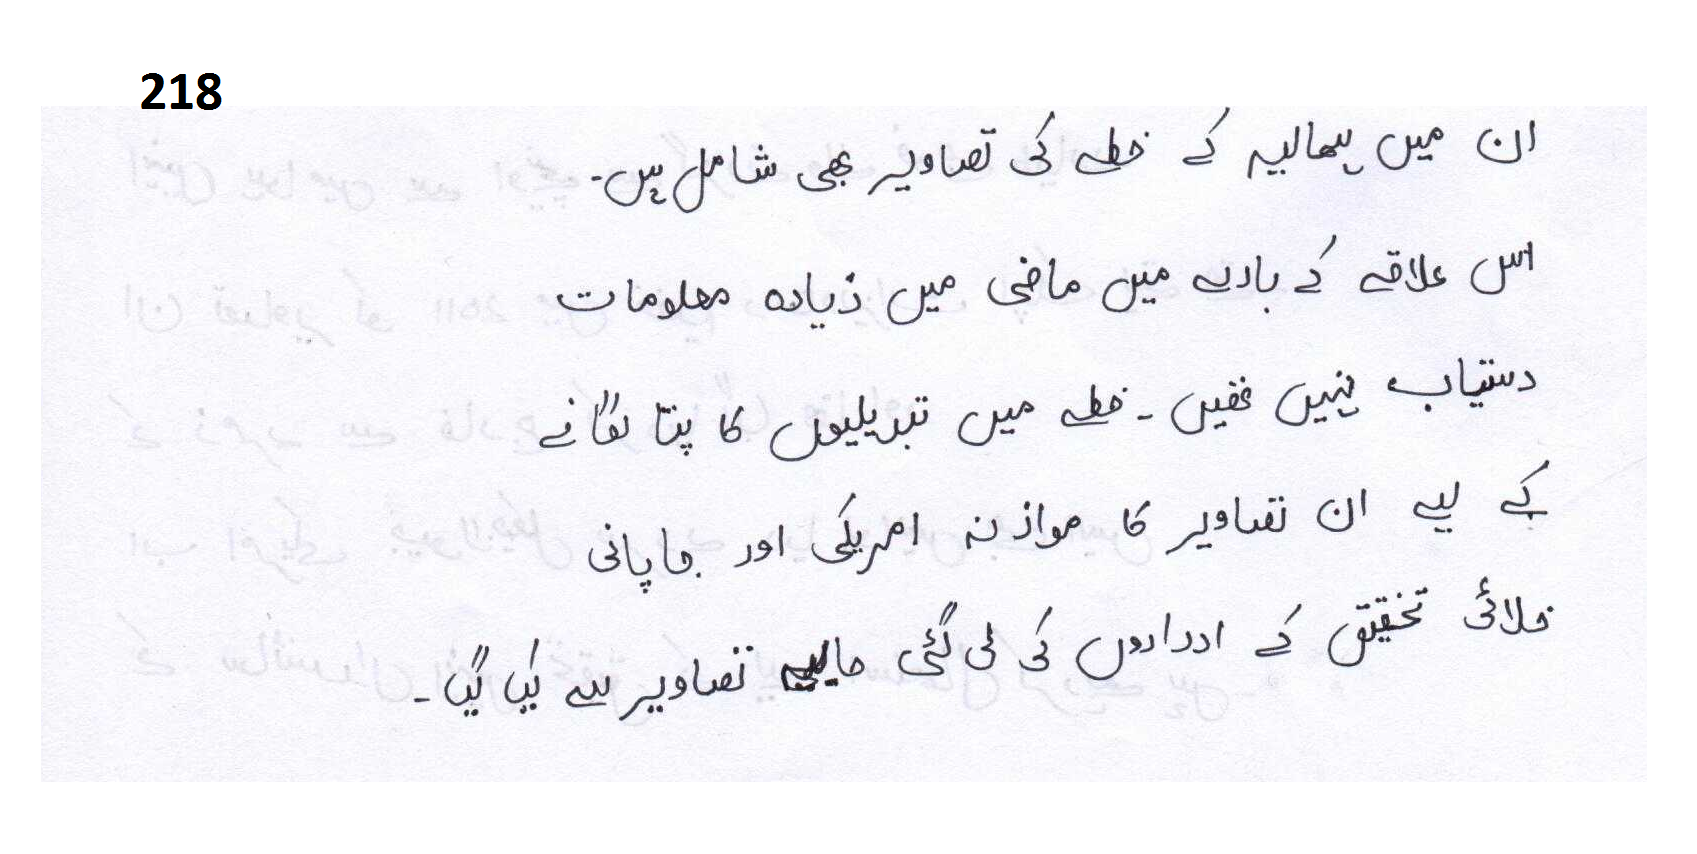 218
ان میں ہمالیہ کے خطے کی تصاویر بھی شامل ہیں۔
اس علاقے کے بارے میں ماضی میں زیادہ معلومات
دستیاب نہیں تھیں ۔ خطے میں تبدیلیوں کا پتا لگانے
کے لیے ان تصاویر کا موازنہ امریکی اور جاپانی
خلائی تحقیق کے اداروں کی لی گئی حالیہ تصاویر سے کیا گیا ۔